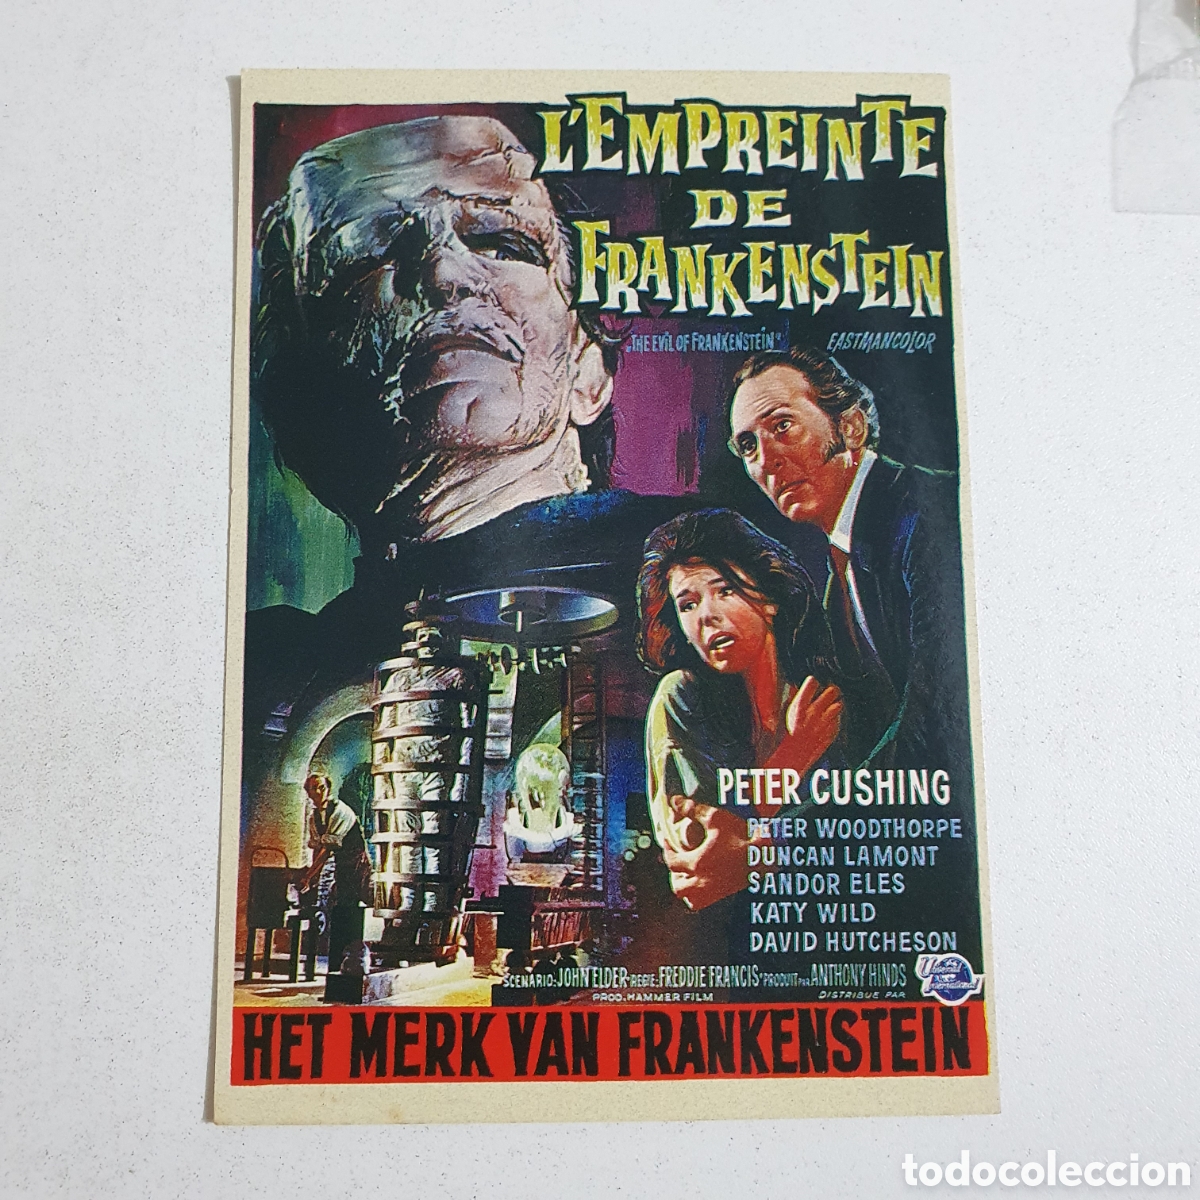 L'EMPREINTE
DE
FRANKENSTEIN
„THE EVIL OF FRANKENSTEIN"
EASTMANCOLOR
PETER CUSHING
PETER WOODTHORPE
DUNCAN LAMONT
SANDOR ELES
KATY WILD
DAVID HUTCHESON
SCENARIO: JOHN ELDER · REGIE: FREDDIE FRANCIS · PRODUIT PAR ANTHONY HINDS
PROD. HAMMER FILM
DISTRIBUE PAR
Universal
International
HET MERK VAN FRANKENSTEIN
todocoleccion